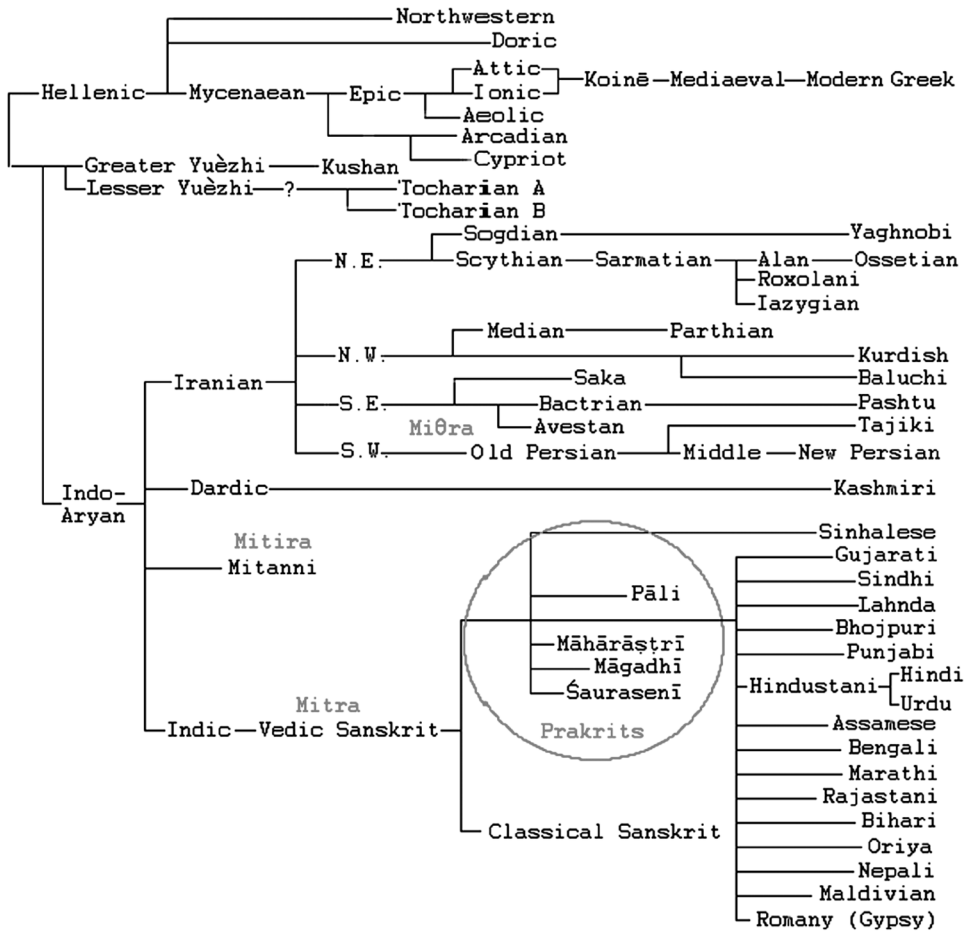 Northwestern
Doric
Attic
Hellenic Mycenaean Epic Ionic Koinē Mediaeval Modern Greek
Aeolic
Arcadian
Cypriot
Greater Yuèzhi Kushan
Lesser Yuèzhi ? Tocharian A
Tocharian B
Sogdian Yaghnobi
N.E. Scythian Sarmatian Alan Ossetian
Roxolani
Iazygian
Median Parthian
N.W. Kurdish
Iranian Baluchi
Saka
S.E. Bactrian Pashtu
Miθra Avestan Tajiki
S.W. Old Persian Middle New Persian
Dardic Kashmiri
Indo-
Aryan
Mitira
Mitanni
Sinhalese
Gujarati
Sindhi
Pāli
Lahnda
Bhojpuri
Māhārāṣṭrī
Punjabi
Māgadhī
Hindustani Hindi
Śaurasenī
Urdu
Mitra
Indic Vedic Sanskrit Prakrits
Assamese
Bengali
Marathi
Rajastani
Bihari
Classical Sanskrit
Oriya
Nepali
Maldivian
Romany (Gypsy)